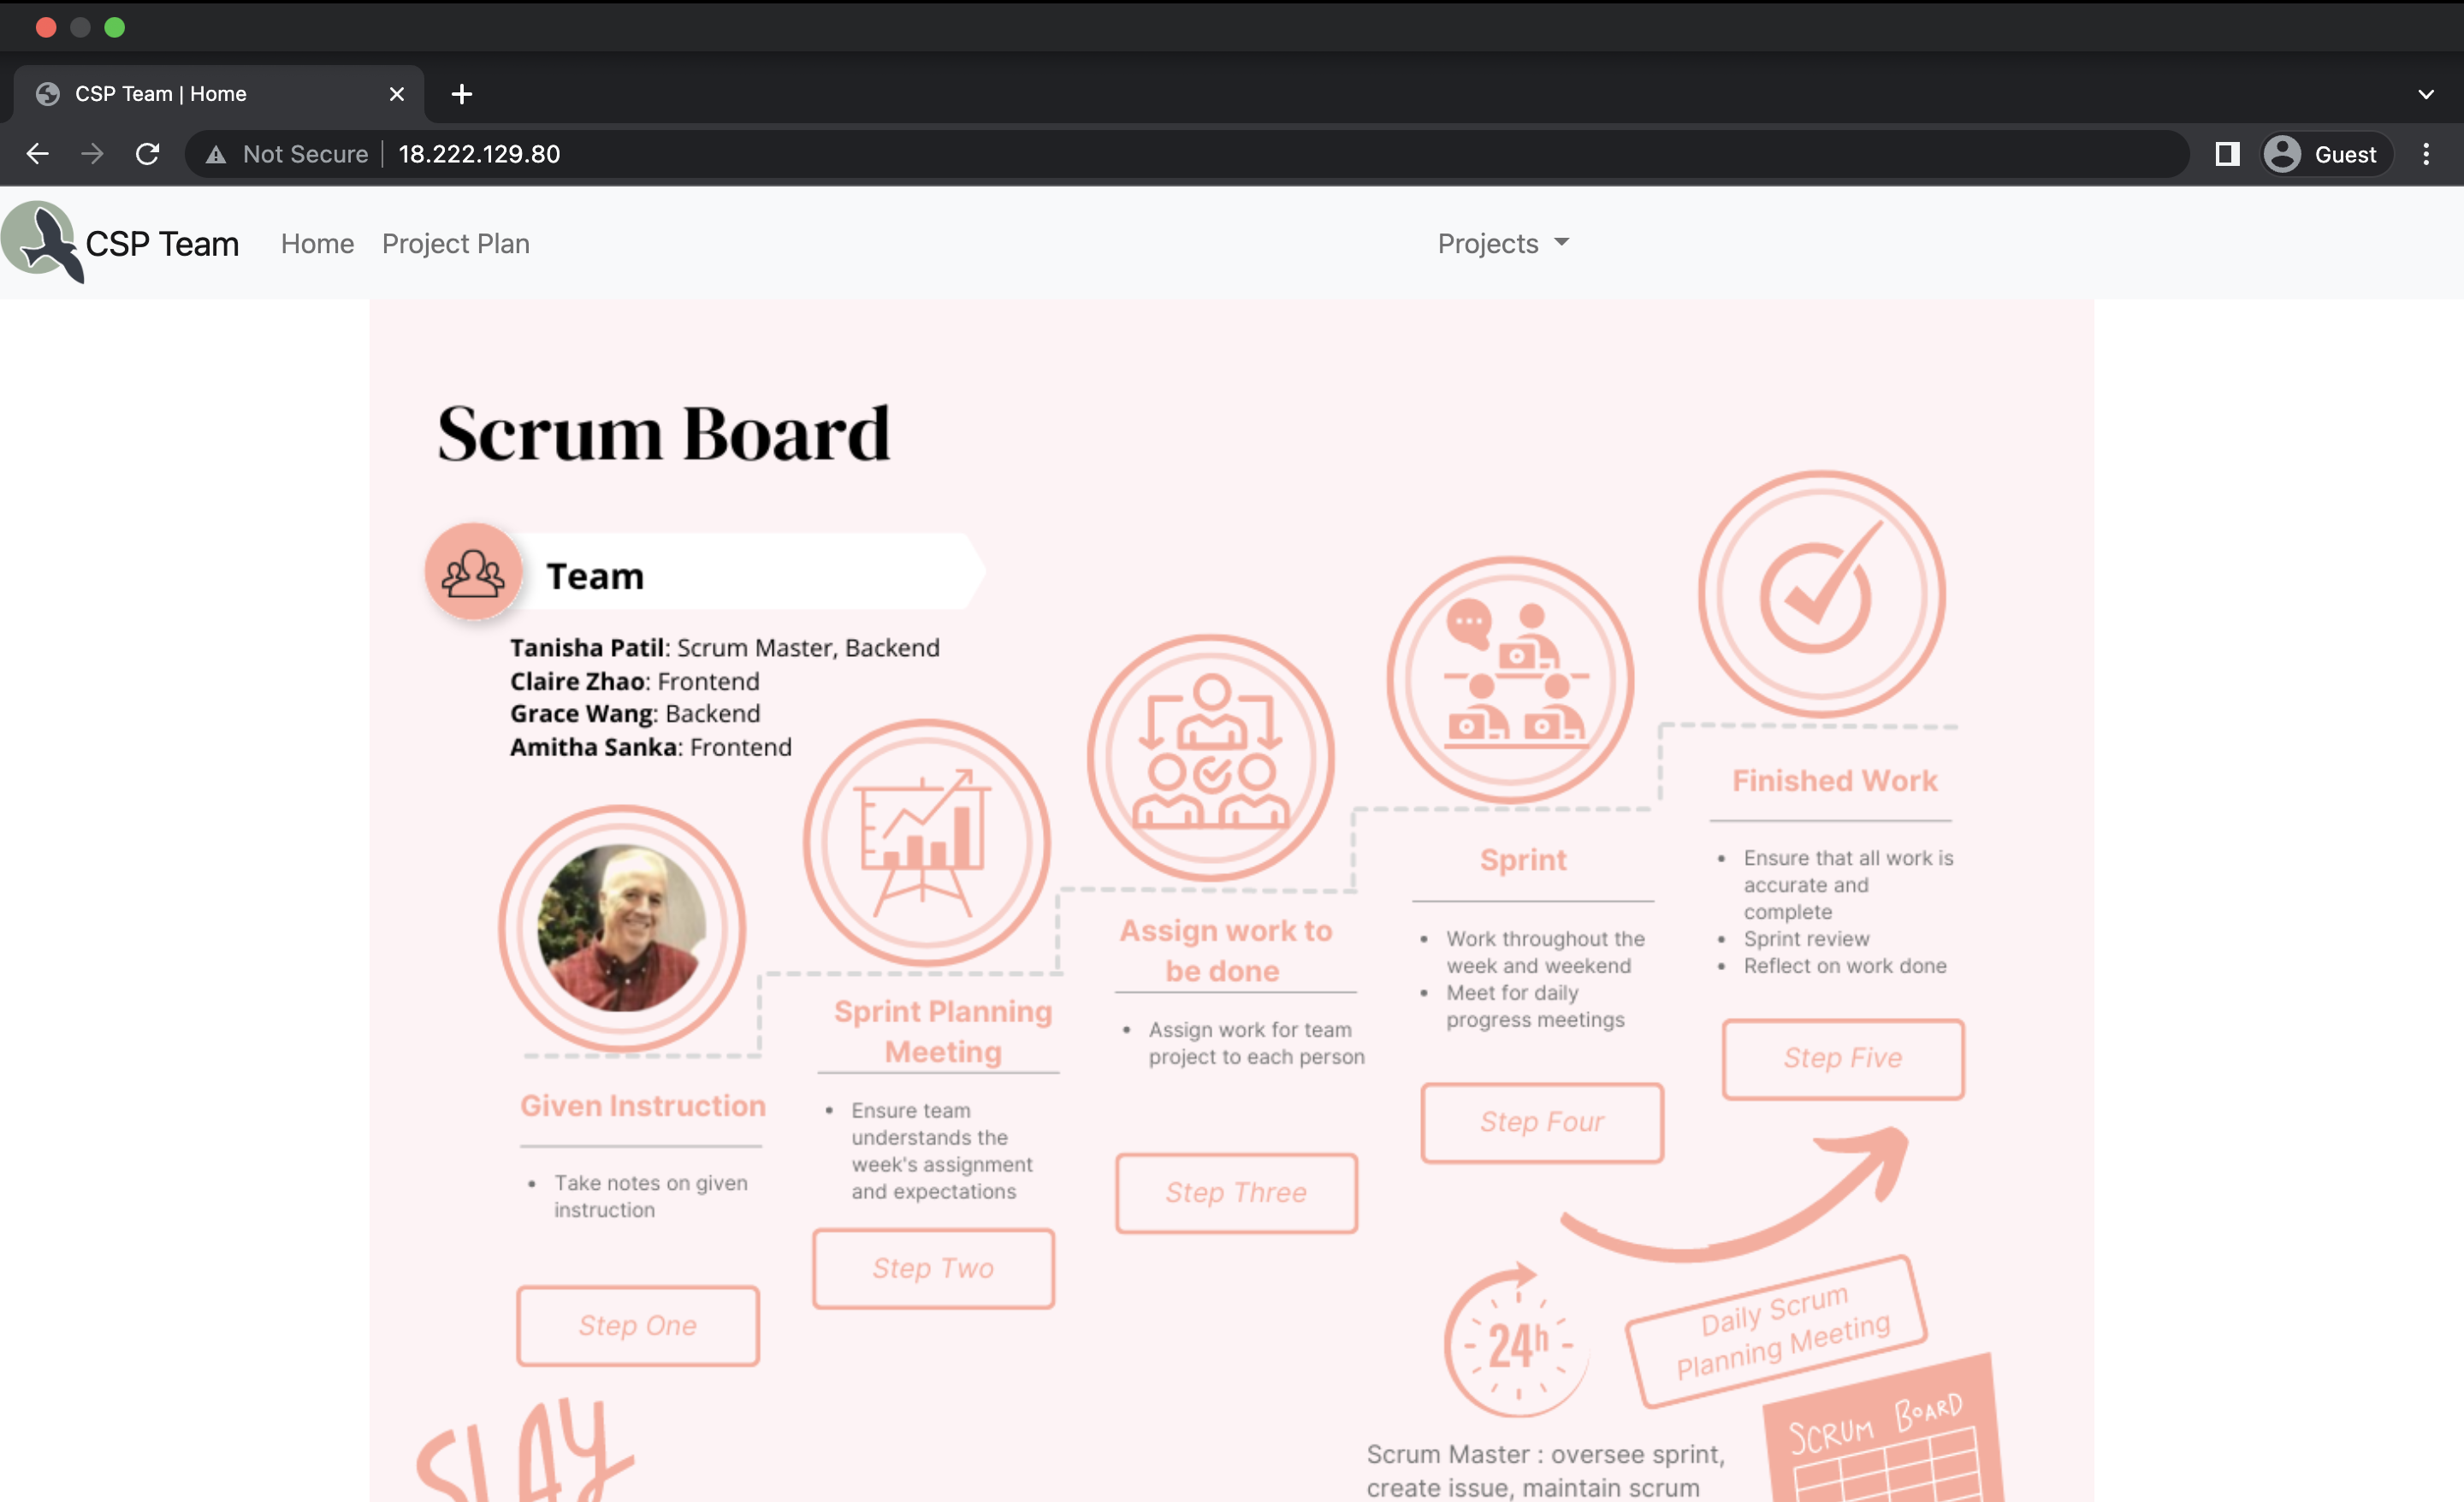 CSP Team | Home
Not Secure
18.222.129.80
Guest
CSP Team
Home
Project Plan
Projects
Scrum Board
Team
Tanisha Patil: Scrum Master, Backend
Claire Zhao: Frontend
Grace Wang: Backend
Amitha Sanka: Frontend
Given Instruction
• Take notes on given
instruction
Step One
Sprint Planning
Meeting
• Ensure team
understands the
week's assignment
and expectations
Step Two
Assign work to
be done
• Assign work for team
project to each person
Step Three
Sprint
• Work throughout the
week and weekend
• Meet for daily
progress meetings
Step Four
Finished Work
• Ensure that all work is
accurate and
complete
• Sprint review
• Reflect on work done
Step Five
24h
Daily Scrum
Planning Meeting
SCRUM BOARD
Scrum Master : oversee sprint,
create issue, maintain scrum
SLAY